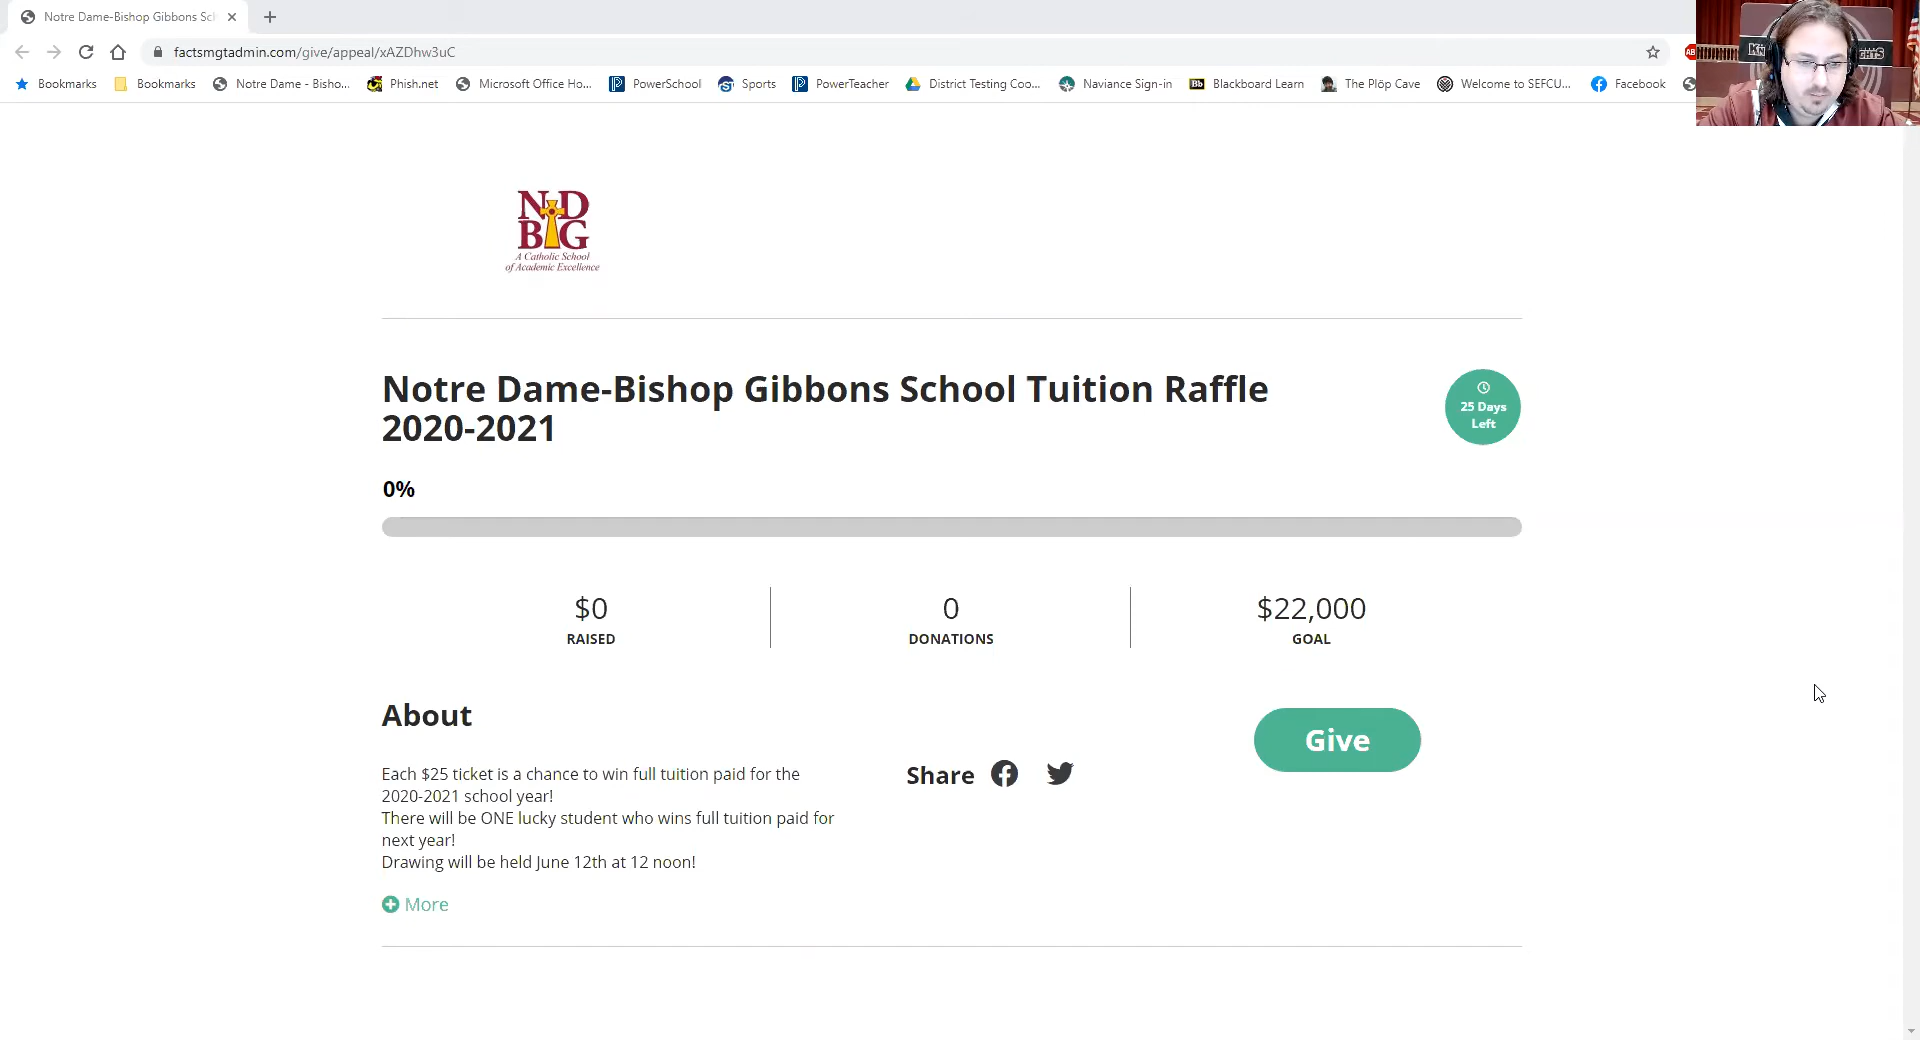 Notre Dame-Bishop Gibbons Sch
factsmgtadmin.com/give/appeal/xAZDhw3uC
Bookmarks Bookmarks Notre Dame - Bisho... Phish.net Microsoft Office Ho... PowerSchool Sports PowerTeacher District Testing Coo... Naviance Sign-in Bb Blackboard Learn The Plöp Cave Welcome to SEFCU... Facebook
ND
BG
A Catholic School
of Academic Excellence
Notre Dame-Bishop Gibbons School Tuition Raffle
2020-2021
25 Days
Left
0%
$0
RAISED
0
DONATIONS
$22,000
GOAL
About
Each $25 ticket is a chance to win full tuition paid for the
2020-2021 school year!
There will be ONE lucky student who wins full tuition paid for
next year!
Drawing will be held June 12th at 12 noon!
More
Share
Give